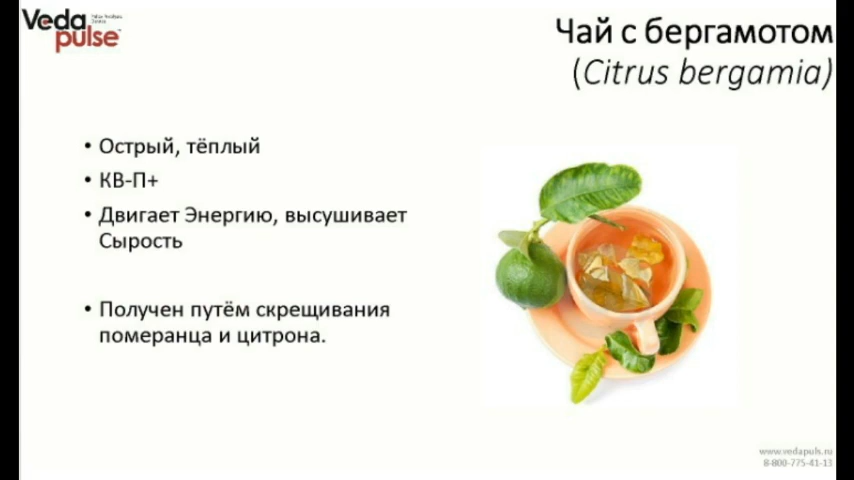 Veda
pulse
Чай с бергамотом
(Citrus bergamia)
• Острый, тёплый
• КВ-П+
• Двигает Энергию, высушивает
Сырость
• Получен путём скрещивания
померанца и цитрона.
www.vedapuls.ru
8-800-775-41-13